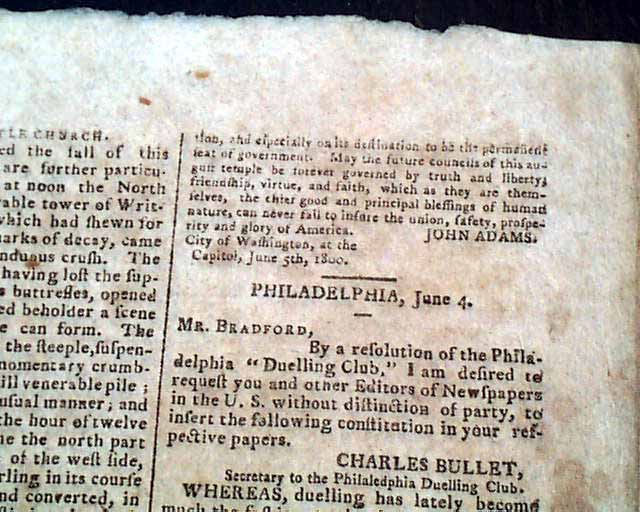 TLE CHURCH.
ed the fall of this
are further particu-
at noon the North
rable tower of Writ-
which had shewn for
marks of decay, came
nduous crush. The
having lost the sup-
s buttresses, opened
ed beholder a scene
e can form. The
the steeple, suspen-
momentary crumb-
ill venerable pile;
usual manner; and
the hour of twelve
ne the north part
of the west side,
rling in its course
nd converted, in
tion, and especially on its destination to be the permanent
seat of government. May the future councils of this au-
gust temple be forever governed by truth and liberty,
friendship, virtue, and faith, which as they are them-
selves, the chief good and principal blessings of human
nature, can never fail to insure the union, safety, prospe-
rity and glory of America. JOHN ADAMS.
City of Washington, at the
Capitol, June 5th, 1800.
PHILADELPHIA, June 4.
MR. BRADFORD,
By a resolution of the Phila-
delphia "Duelling Club," I am desired to
request you and other Editors of Newspapers
in the U. S. without distinction of party, to
insert the following constitution in your res-
pective papers.
CHARLES BULLET,
Secretary to the Philaledphia Duelling Club.
WHEREAS, duelling has lately become
much the